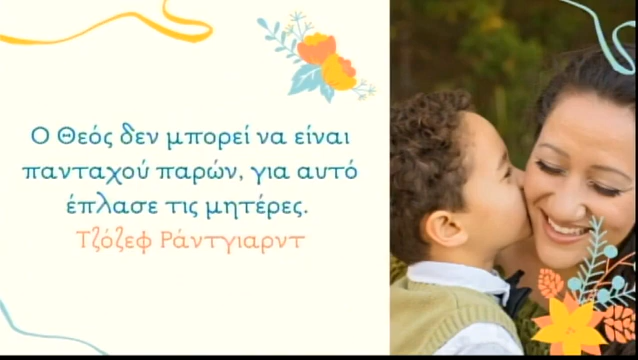 Ο Θεός δεν μπορεί να είναι
πανταχού παρών, για αυτό
έπλασε τις μητέρες.
Τζόζεφ Ράντγιαρντ